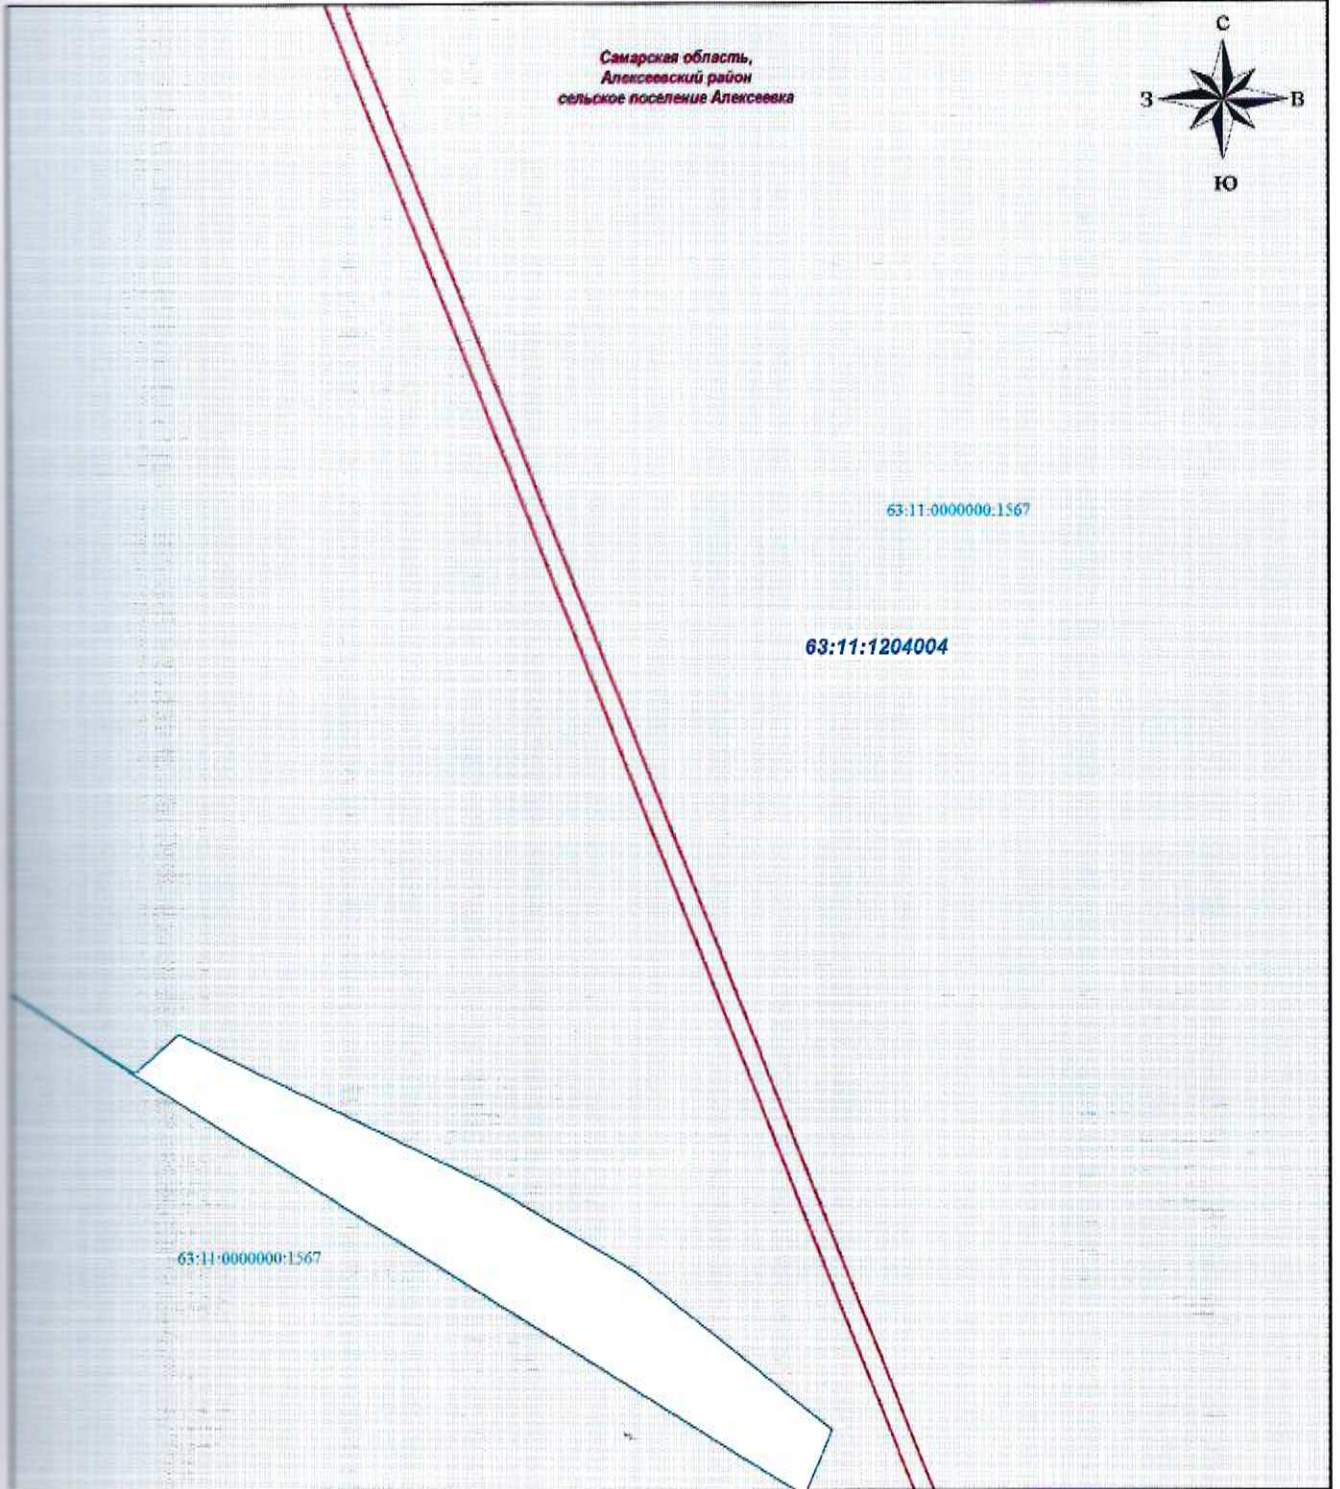 С
Самарская область,
Алексеевский район
сельское поселение Алексеевка
З
В
Ю
63:11:0000000:1567
63:11:1204004
63:11:0000000:1567